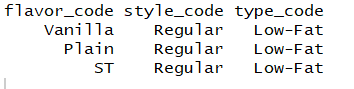 flavor_code style_code type_code
Vanilla Regular Low-Fat
Plain Regular Low-Fat
ST Regular Low-Fat